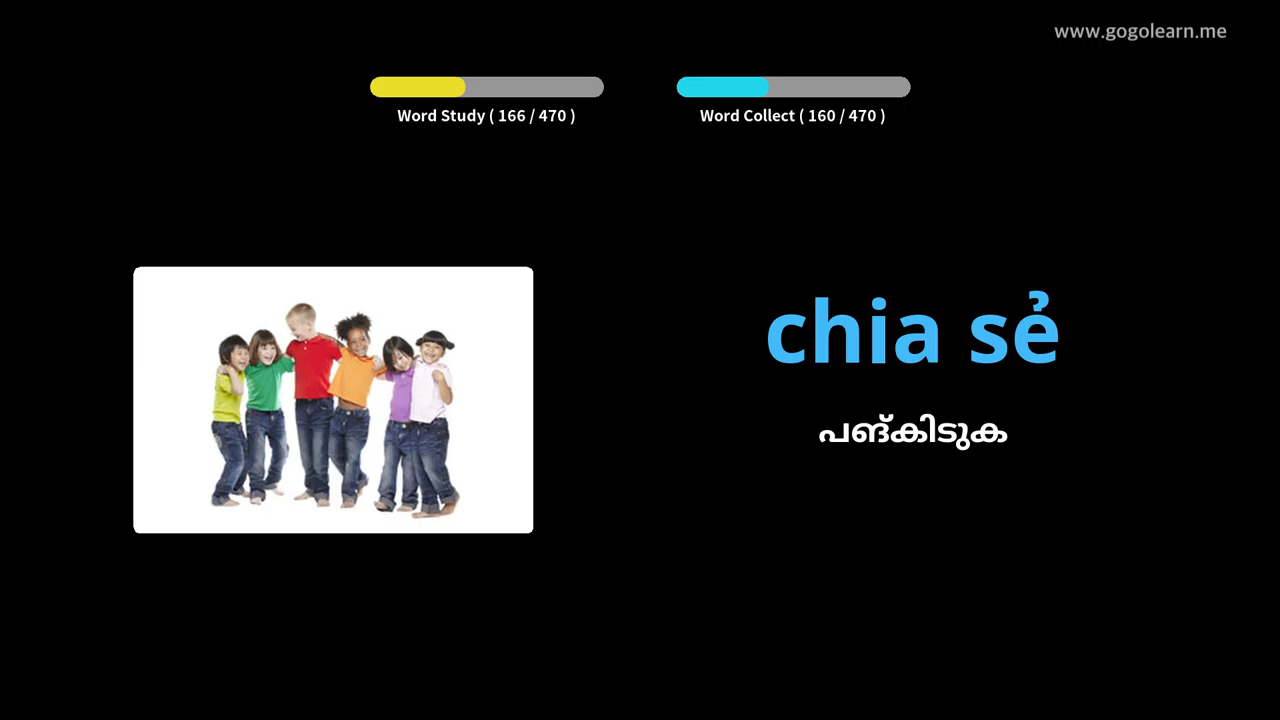 www.gogolearn.me
Word Study ( 166 / 470 )
Word Collect ( 160 / 470 )
chia sẻ
പങ്കിടുക